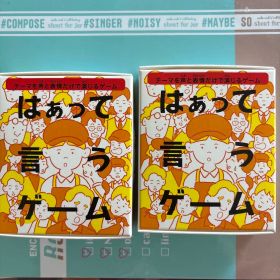 #COMPOSE
#SINGER
#NOISY
#MAYBE
SO
テーマを声と表情だけで演じるゲーム
はぁって
言う
ゲーム
テーマを声と表情だけで演じるゲーム
はぁって
言う
ゲーム